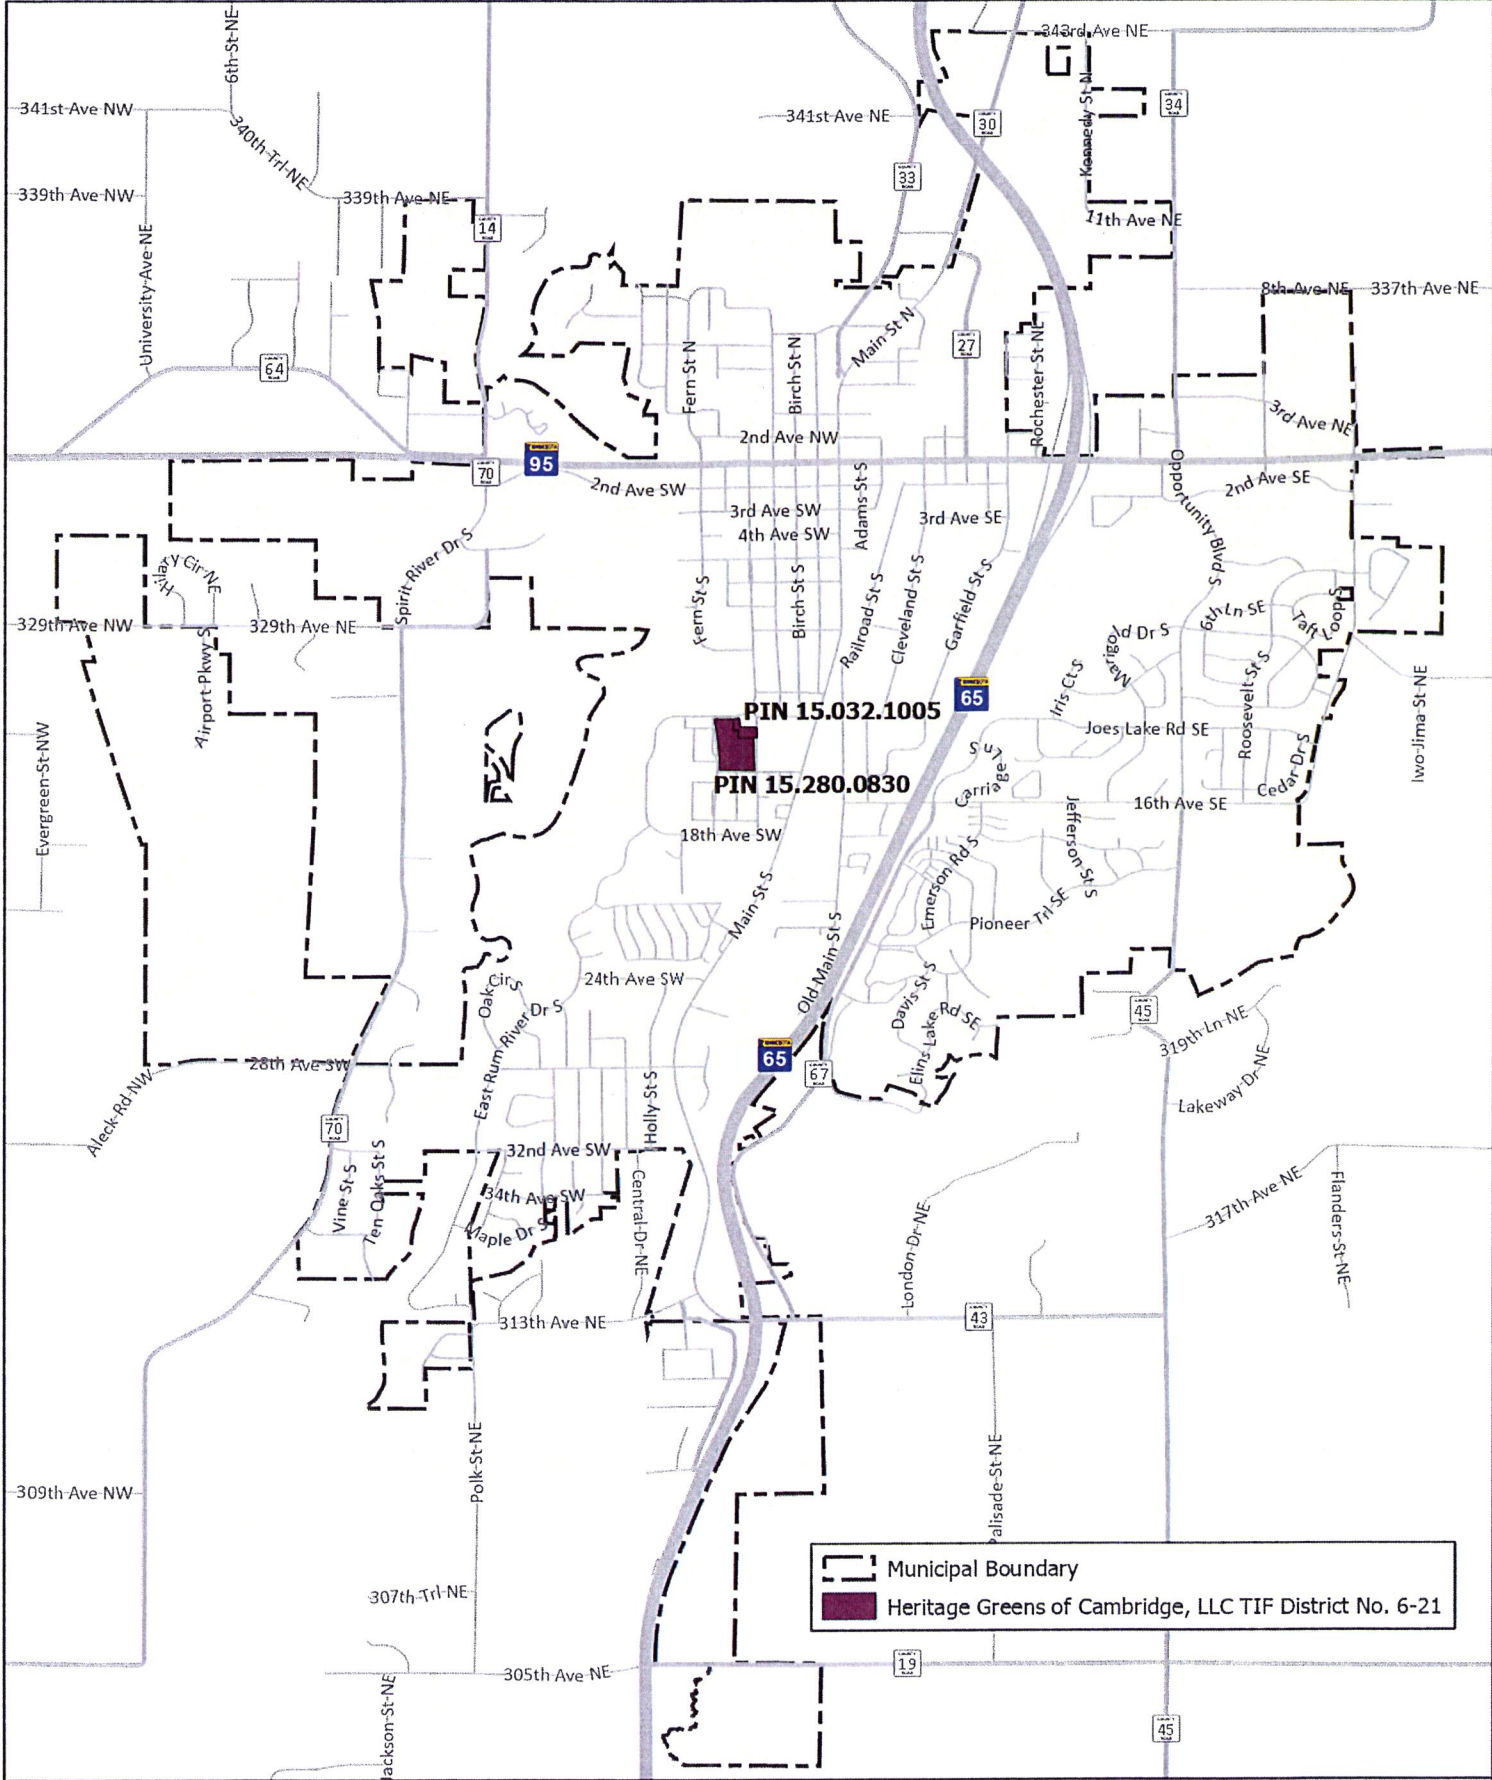 343rd Ave NE
6th St NE
341st Ave NW
340th Trl NE
341st Ave NE
30
34
Kennedy St N
33
339th Ave NW
339th Ave NE
14
11th Ave NE
University Ave NE
8th Ave NE
337th Ave NE
64
Fern St N
Birch St N
Main St N
27
Rochester St NE
3rd Ave NE
2nd Ave NW
MINNESOTA
95
70
2nd Ave SW
2nd Ave SE
3rd Ave SW
3rd Ave SE
4th Ave SW
Adams St S
Opportunity Blvd S
Hilary Cir NE
Spirit River Dr S
Fern St S
Birch St S
Railroad St S
Cleveland St S
Garfield St S
6th Ln SE
Taft Loop S
329th Ave NW
329th Ave NE
Airport Pkwy S
Marigold Dr S
Iris Ct S
Roosevelt St S
Iwo Jima St NE
MINNESOTA
65
PIN 15.032.1005
Joes Lake Rd SE
Evergreen St NW
PIN 15.280.0830
Carriage Ln S
Cedar Dr S
16th Ave SE
18th Ave SW
Jefferson St S
Emerson Rd S
Main St S
Pioneer Trl SE
Old Main St S
24th Ave SW
Oak Cir S
Davis St S
East Rum River Dr S
Elins Lake Rd SE
45
319th Ln NE
MINNESOTA
65
67
28th Ave SW
Aleck Rd NW
Lakeway Dr NE
Holly St S
70
32nd Ave SW
Vine St S
Ten Oaks St S
34th Ave SW
Maple Dr S
Central Dr NE
317th Ave NE
Flanders St NE
London Dr NE
313th Ave NE
43
Polk St NE
Palisade St NE
309th Ave NW
Municipal Boundary
Heritage Greens of Cambridge, LLC TIF District No. 6-21
307th Trl NE
305th Ave NE
19
Jackson St NE
45